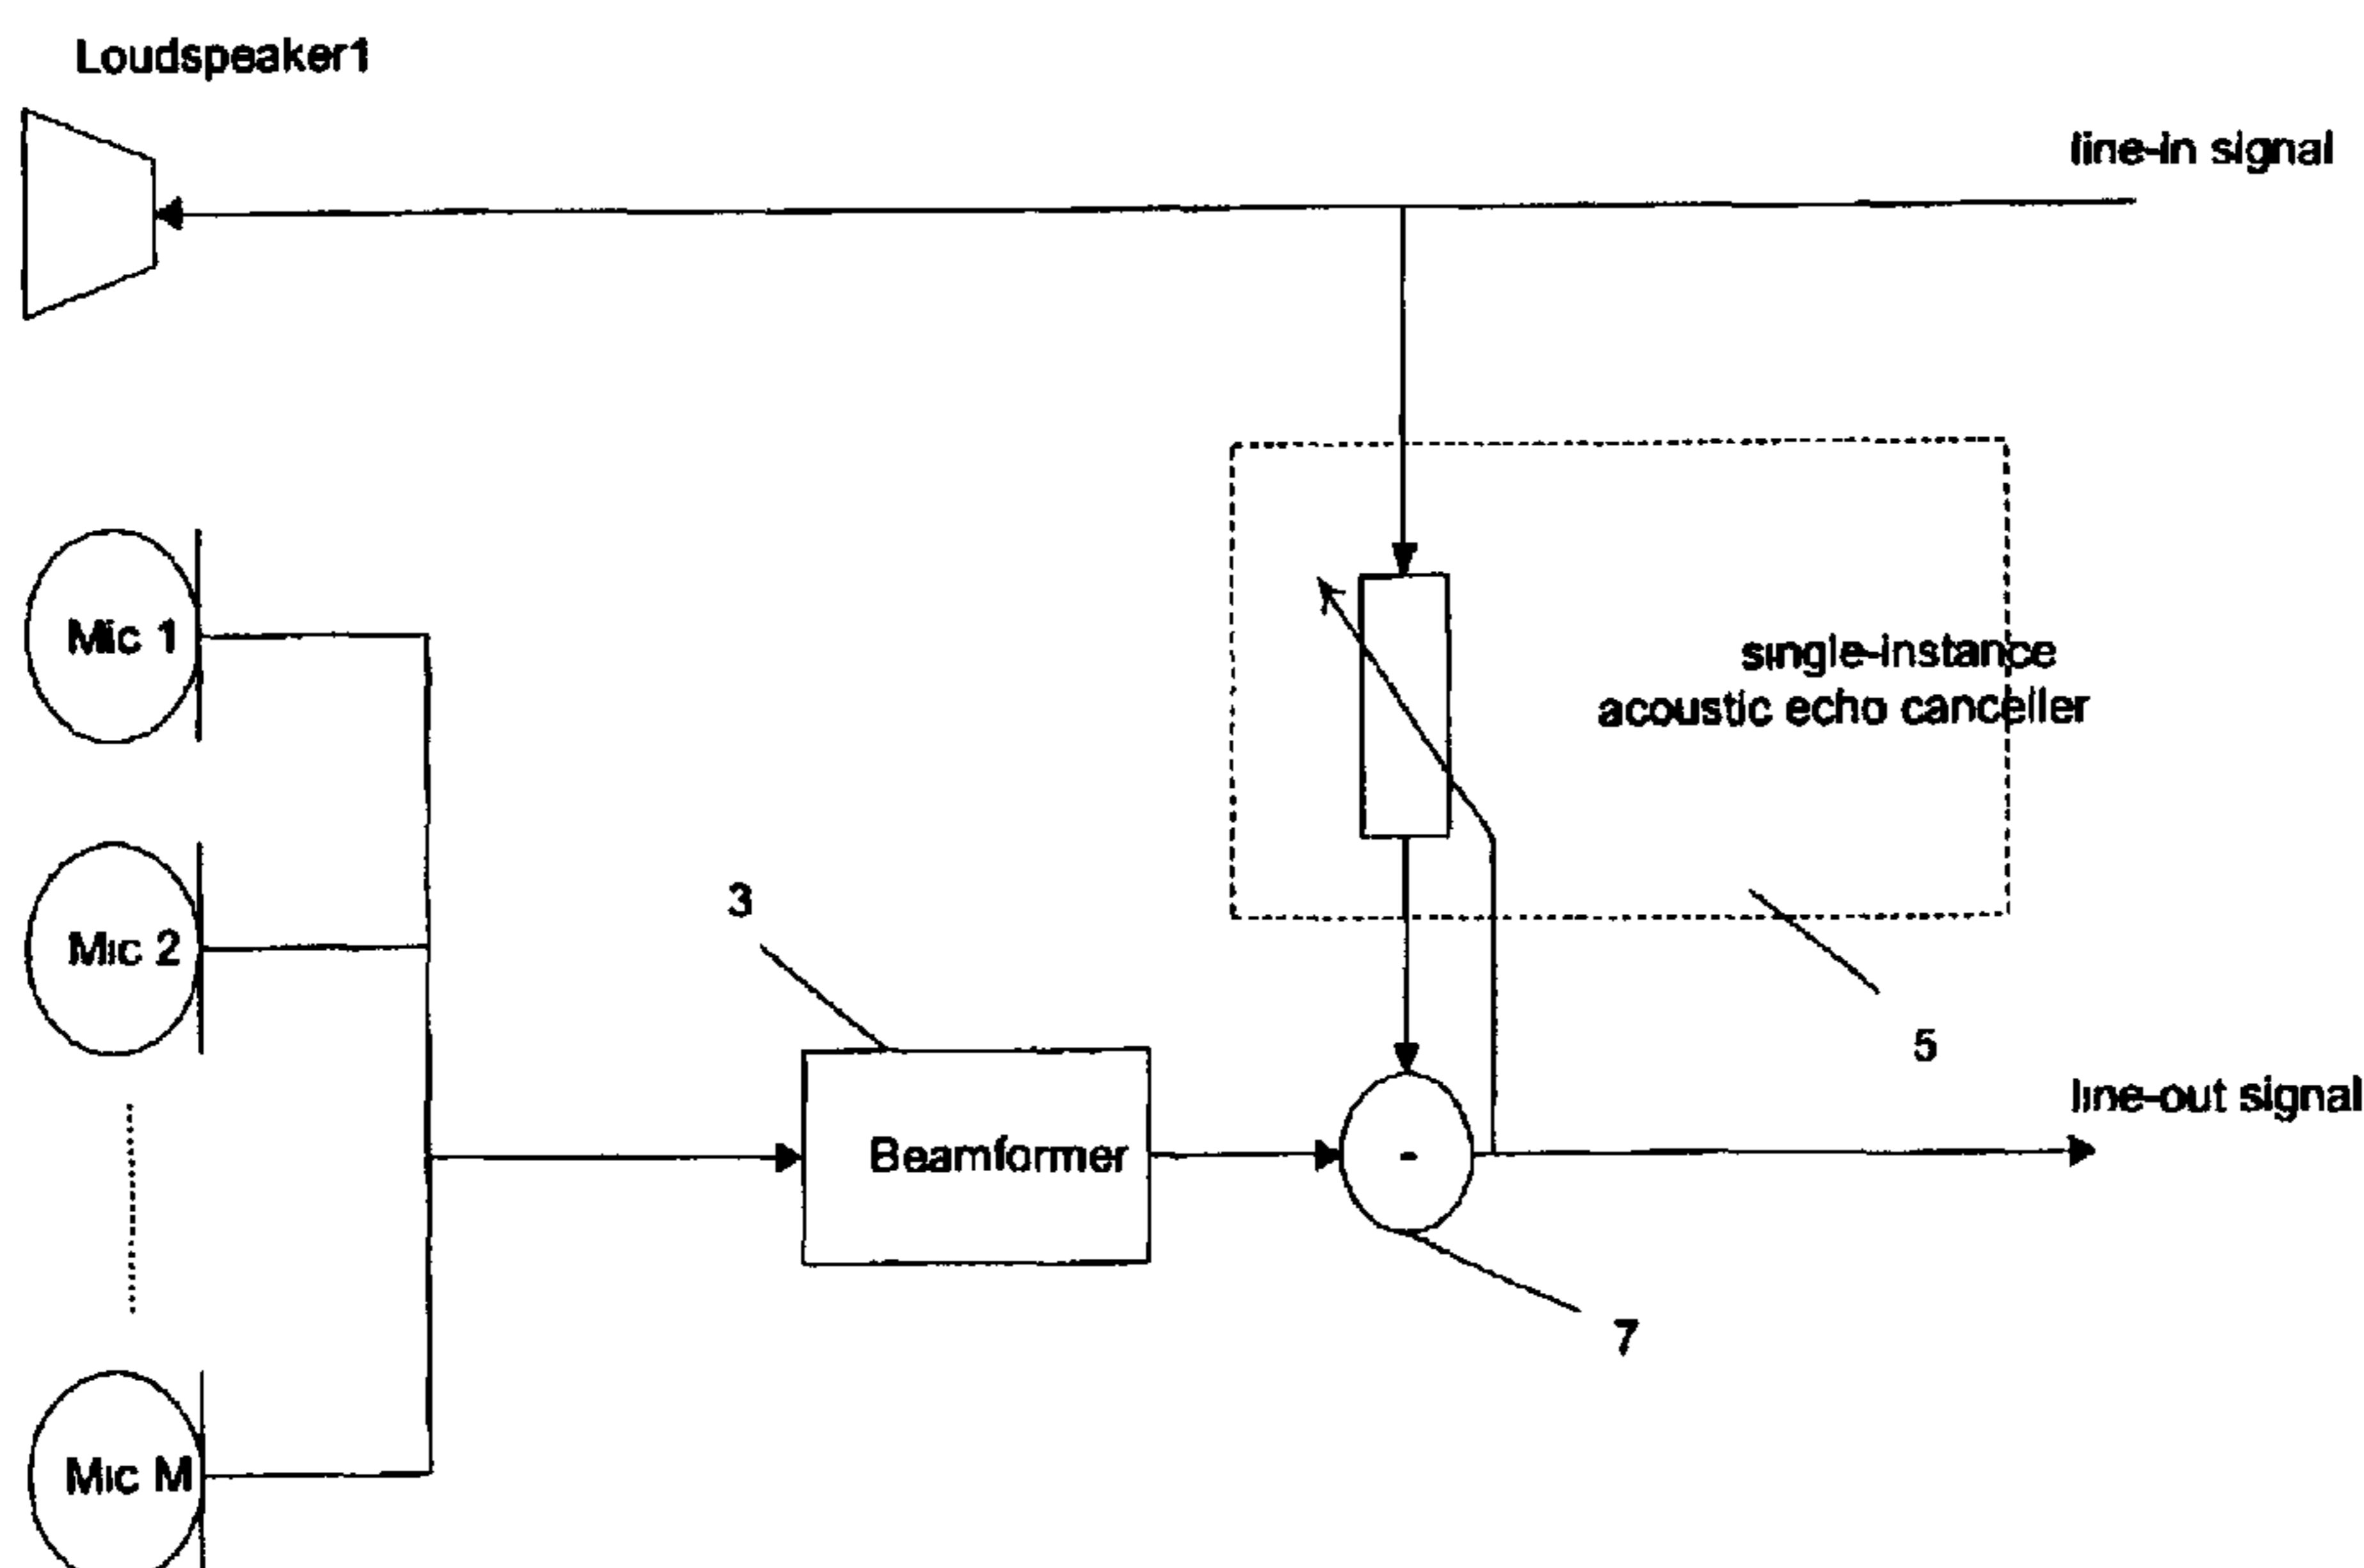 Loudspeaker1
line-in signal
Mic 1
single-instance
acoustic echo canceller
3
Mic 2
5
line-out signal
Beamformer
-
7
Mic M